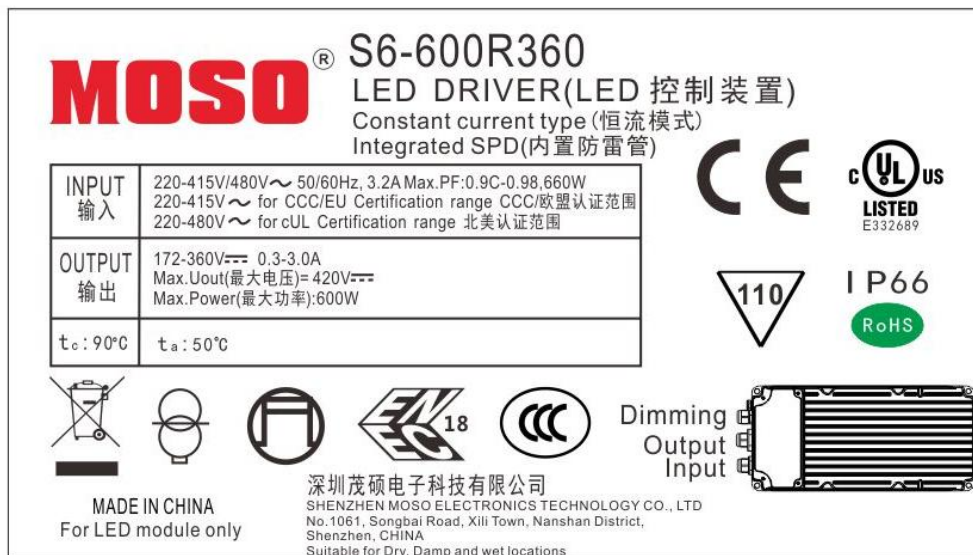 MOSO®
S6-600R360
LED DRIVER(LED 控制装置)
Constant current type(恒流模式)
Integrated SPD(内置防雷管)
INPUT
输入
220-415V/480V～ 50/60Hz, 3.2A Max.PF:0.9C-0.98,660W
220-415V～ for CCC/EU Certification range CCC/欧盟认证范围
220-480V～ for cUL Certification range 北美认证范围
OUTPUT
输出
172-360V⎓ 0.3-3.0A
Max.Uout(最大电压)= 420V⎓
Max.Power(最大功率):600W
tc:90℃
ta:50℃
CE
C UL US
LISTED
E332689
110
IP66
RoHS
ENEC
18
CCC
Dimming
Output
Input
MADE IN CHINA
For LED module only
深圳茂硕电子科技有限公司
SHENZHEN MOSO ELECTRONICS TECHNOLOGY CO., LTD
No.1061, Songbai Road, Xili Town, Nanshan District,
Shenzhen, CHINA
Suitable for Dry, Damp and wet locations